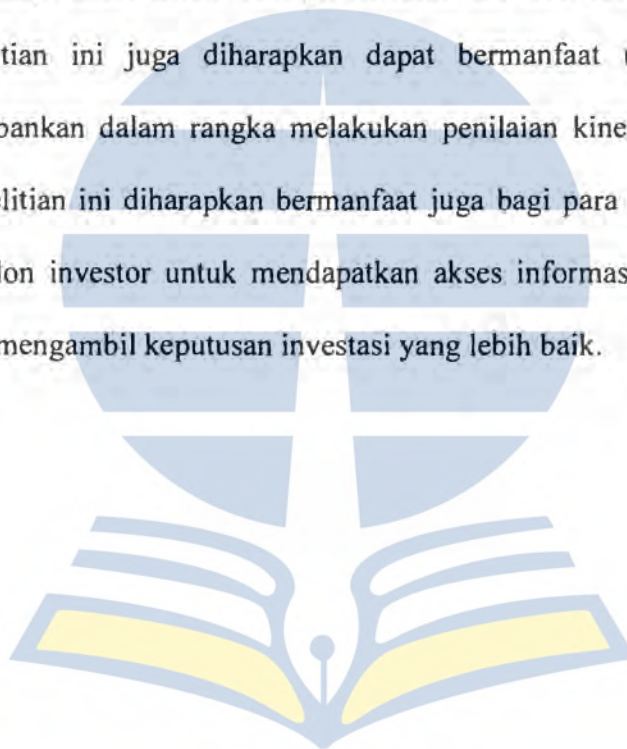 tian ini juga diharapkan dapat bermanfaat
bankan dalam rangka melakukan penilaian kine
litian ini diharapkan bermanfaat juga bagi para
lon investor untuk mendapatkan akses informas
mengambil keputusan investasi yang lebih baik.